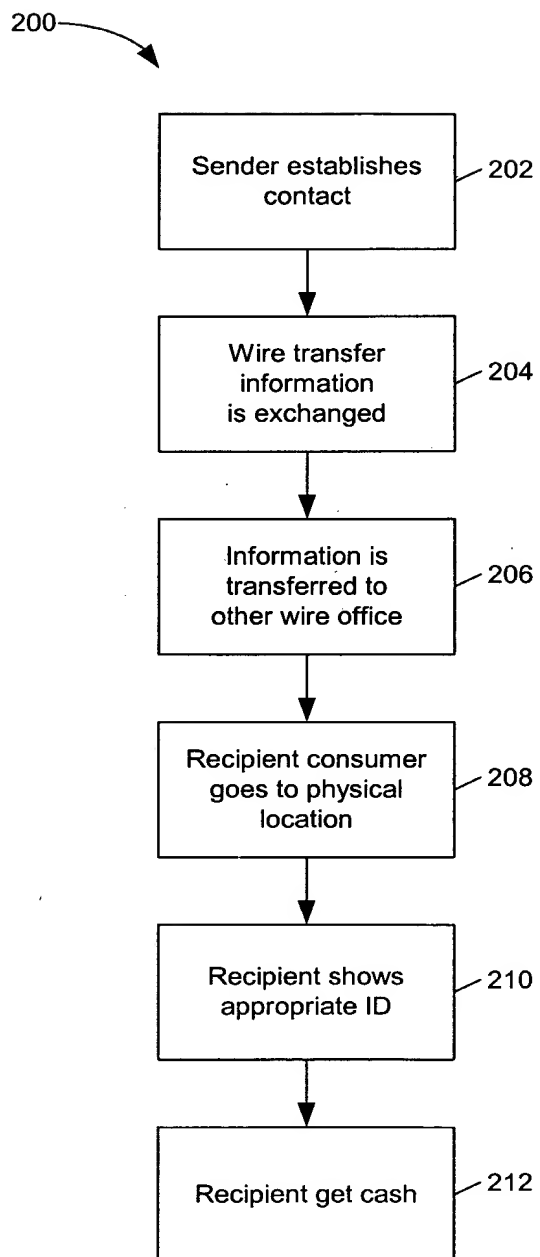 200
Sender establishes
contact
202
Wire transfer
information
is exchanged
204
Information is
transferred to
other wire office
206
Recipient consumer
goes to physical
location
208
Recipient shows
appropriate ID
210
Recipient get cash
212